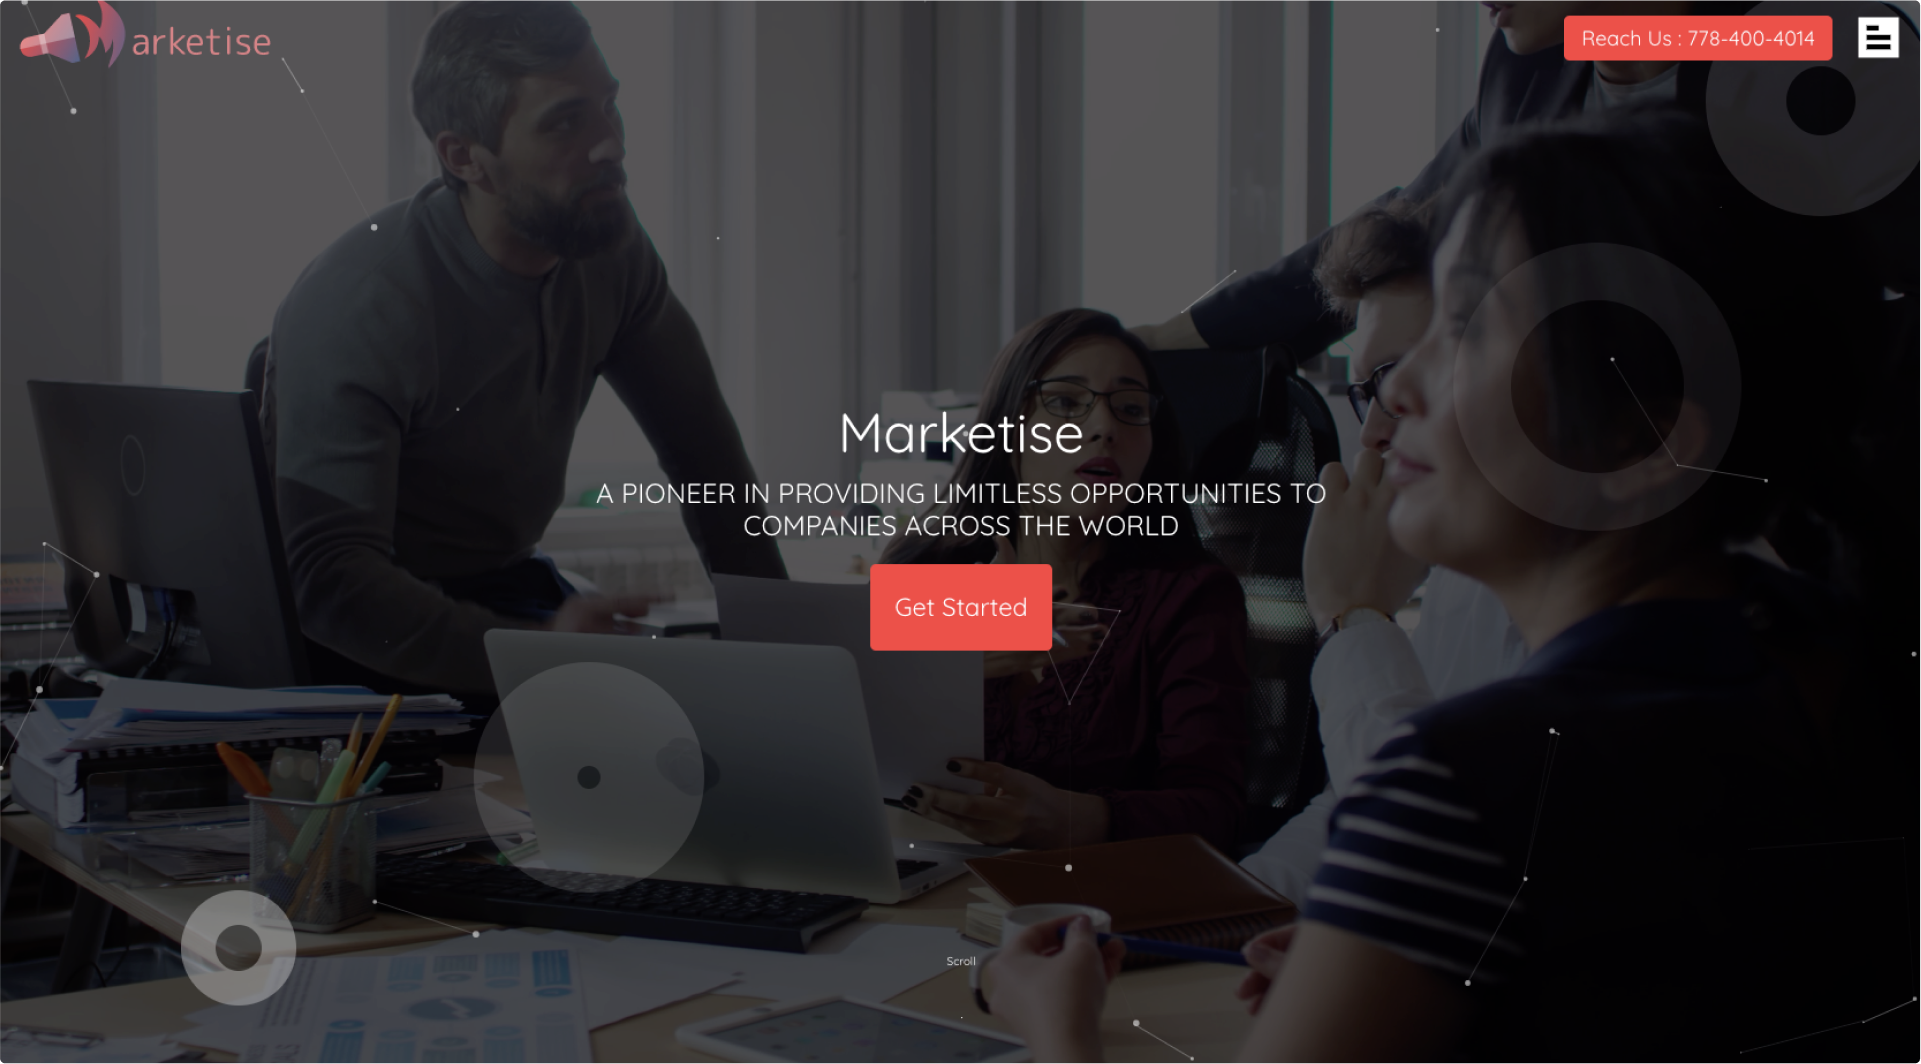 Marketise
Reach Us : 778-400-4014
Marketise
A PIONEER IN PROVIDING LIMITLESS OPPORTUNITIES TO
COMPANIES ACROSS THE WORLD
Get Started
Scroll